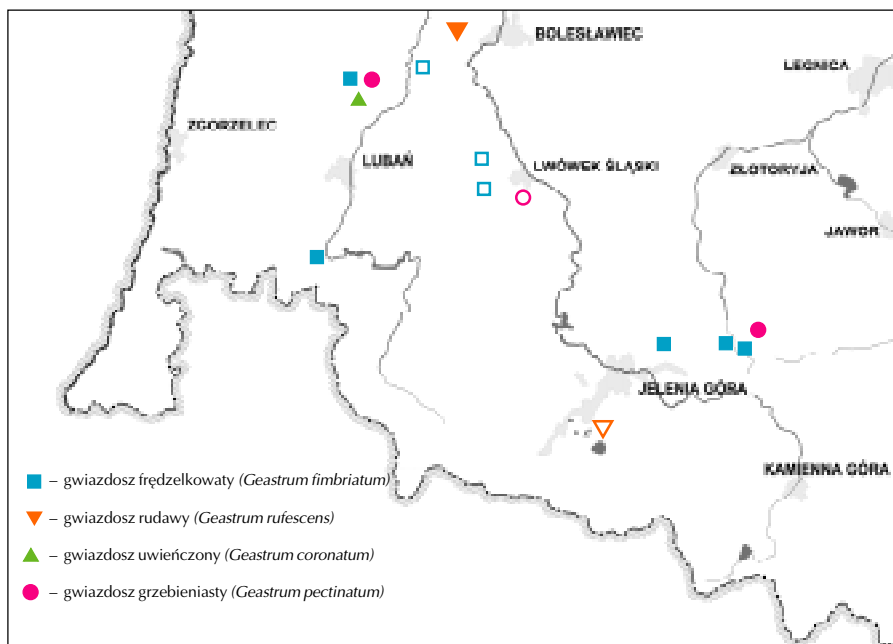 BOLESŁAWIEC
LEGNICA
ZGORZELEC
LUBAŃ
LWÓWEK ŚLĄSKI
ZŁOTORYJA
JAWOR
JELENIA GÓRA
KAMIENNA GÓRA
– gwiazdosz frędzelkowaty (Geastrum fimbriatum)
– gwiazdosz rudawy (Geastrum rufescens)
– gwiazdosz uwieńczony (Geastrum coronatum)
– gwiazdosz grzebieniasty (Geastrum pectinatum)